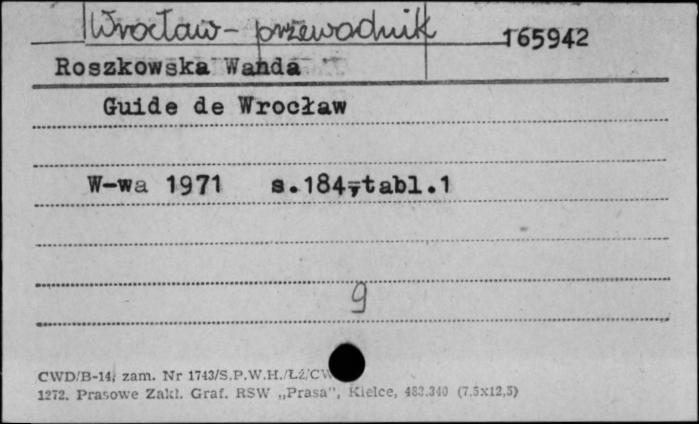 Wrocław - przewodnik
165942
Roszkowska Wanda
Guide de Wrocław
W-wa 1971 s.184,tabl.1
9
CWD/B-14, zam. Nr 1743/S.P.W.H./ŁŻ/CW
1272. Prasowe Zakł. Graf. RSW „Prasa", Kielce, 483.340 (7,5x12,5)